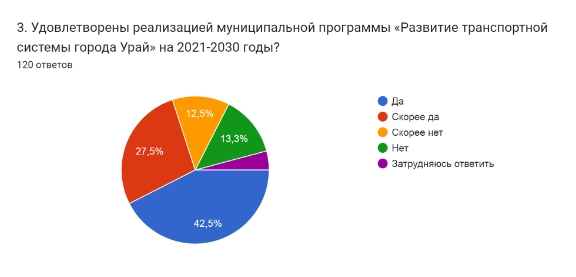 3. Удовлетворены реализацией муниципальной программы «Развитие транспортной
системы города Урай» на 2021-2030 годы?
120 ответов
Да
Скорее да
Скорее нет
Нет
Затрудняюсь ответить
12,5%
13,3%
27,5%
42,5%